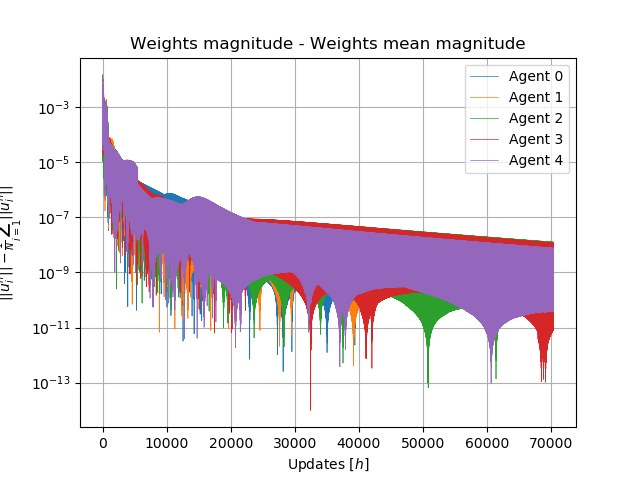 Weights magnitude - Weights mean magnitude
Agent 0
Agent 1
Agent 2
Agent 3
Agent 4
10⁻³
10⁻⁵
10⁻⁷
10⁻⁹
10⁻¹¹
10⁻¹³
0
10000
20000
30000
40000
50000
60000
70000
Updates [h]